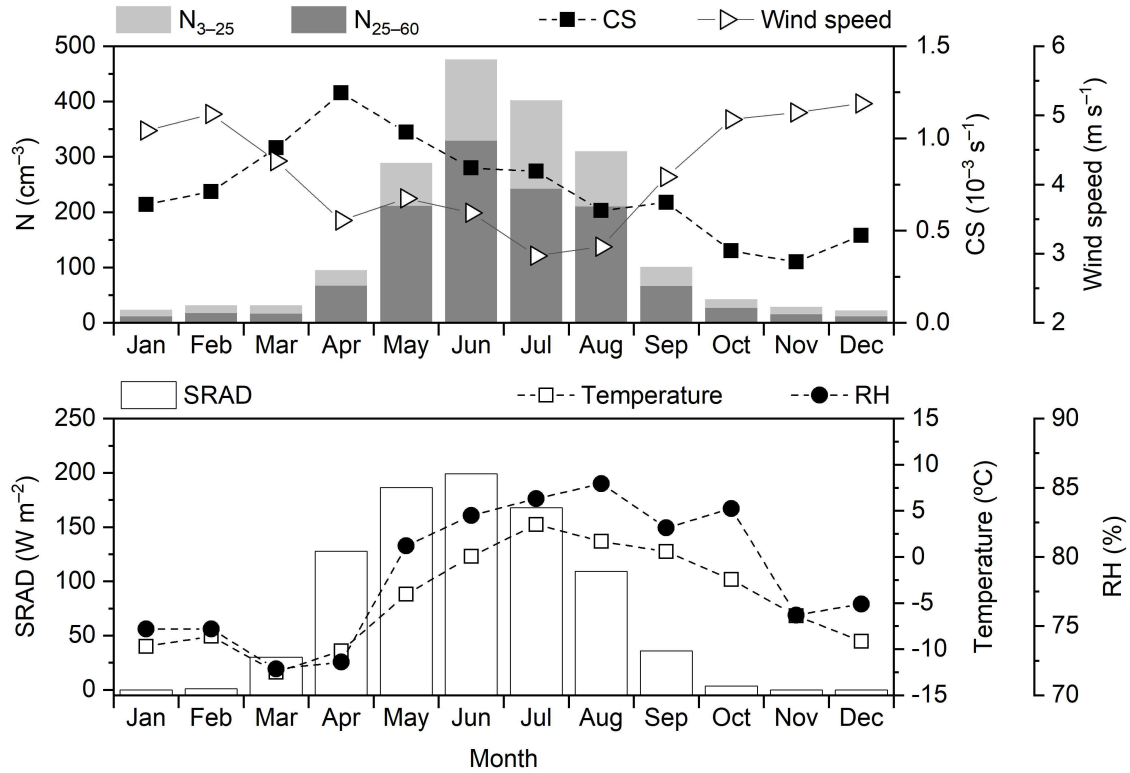 N₃₋₂₅ N₂₅₋₆₀ CS Wind speed
500 1.5 6
400 5
1.0
300
4
200
0.5
3
100
0 0.0 2
N (cm⁻³)
CS (10⁻³ s⁻¹)
Wind speed (m s⁻¹)
Jan Feb Mar Apr May Jun Jul Aug Sep Oct Nov Dec
SRAD Temperature RH
250 15 90
10
200
5 85
150
0 80
100
-5
50 75
-10
0
-15 70
SRAD (W m⁻²)
Temperature (ºC)
RH (%)
Jan Feb Mar Apr May Jun Jul Aug Sep Oct Nov Dec
Month